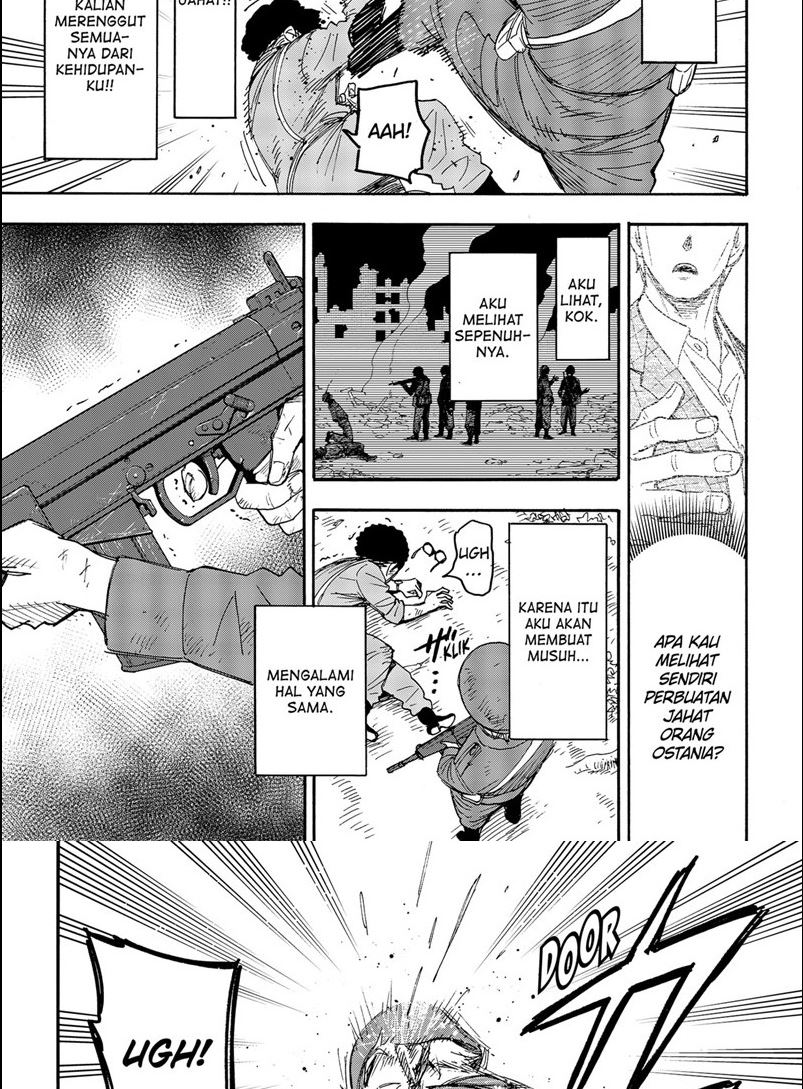 JAHAT!!
KALIAN
MERENGGUT
SEMUA-
NYA DARI
KEHIDUPAN-
KU!!
AAH!
APA KAU
MELIHAT
SENDIRI
PERBUATAN
JAHAT
ORANG
OSTANIA?
AKU
LIHAT,
KOK.
AKU
MELIHAT
SEPENUH-
NYA.
KARENA ITU
AKU AKAN
MEMBUAT
MUSUH...
UGH
...
KLIK
MENGALAMI
HAL YANG
SAMA.
DOOR
UGH!